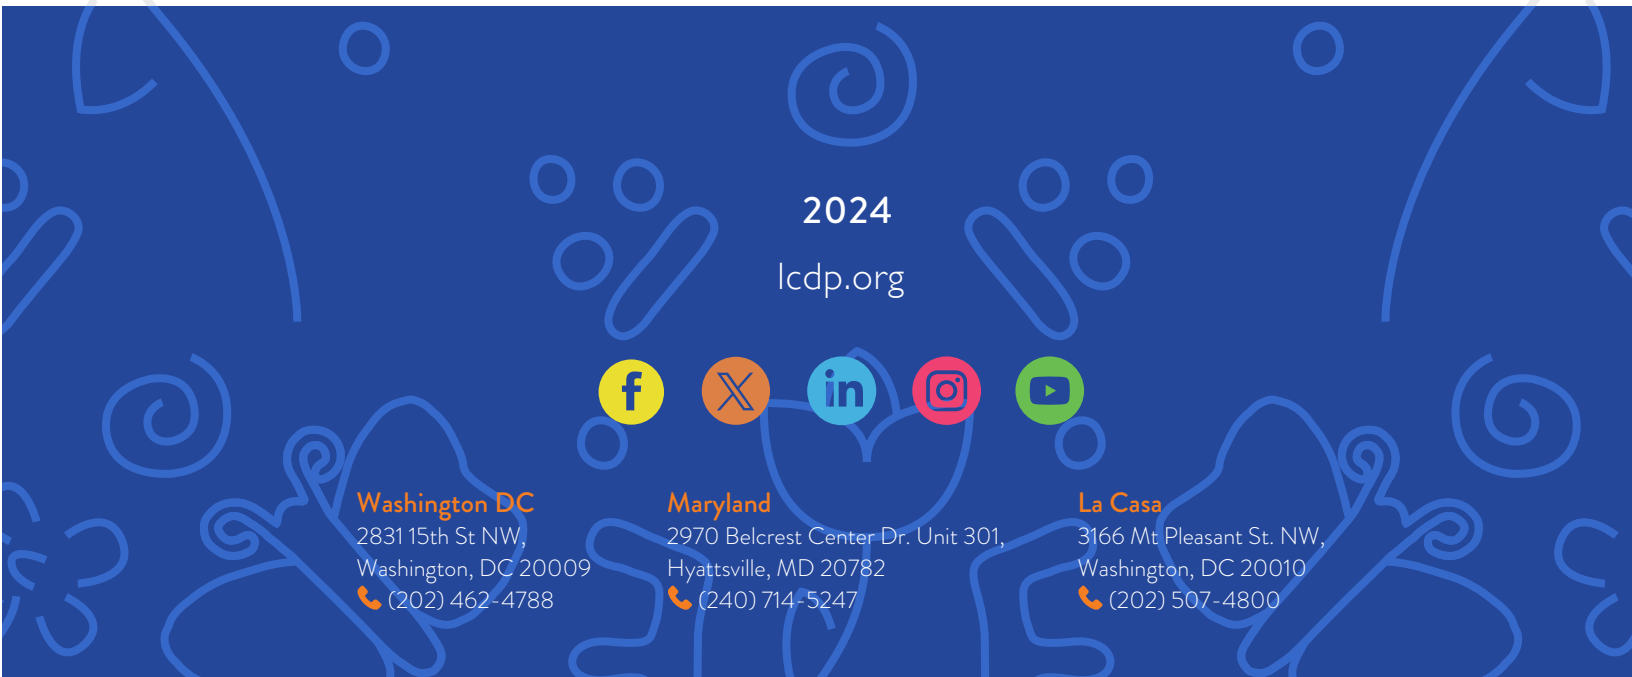 2024
lcdp.org
Washington DC
2831 15th St NW,
Washington, DC 20009
(202) 462-4788
Maryland
2970 Belcrest Center Dr. Unit 301,
Hyattsville, MD 20782
(240) 714-5247
La Casa
3166 Mt Pleasant St. NW,
Washington, DC 20010
(202) 507-4800